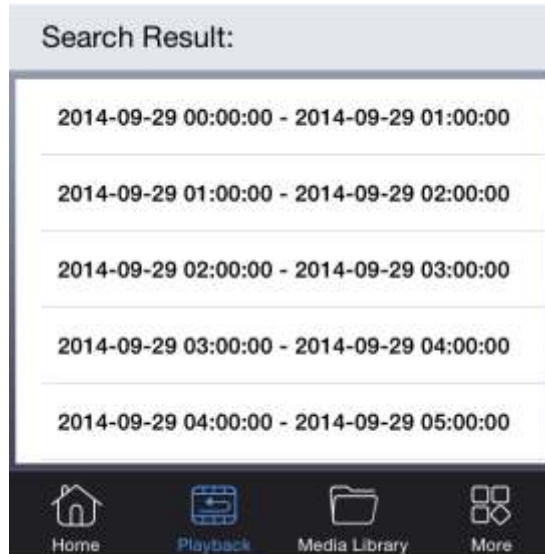 Search Result:
2014-09-29 00:00:00 - 2014-09-29 01:00:00
2014-09-29 01:00:00 - 2014-09-29 02:00:00
2014-09-29 02:00:00 - 2014-09-29 03:00:00
2014-09-29 03:00:00 - 2014-09-29 04:00:00
2014-09-29 04:00:00 - 2014-09-29 05:00:00
Home Playback Media Library More